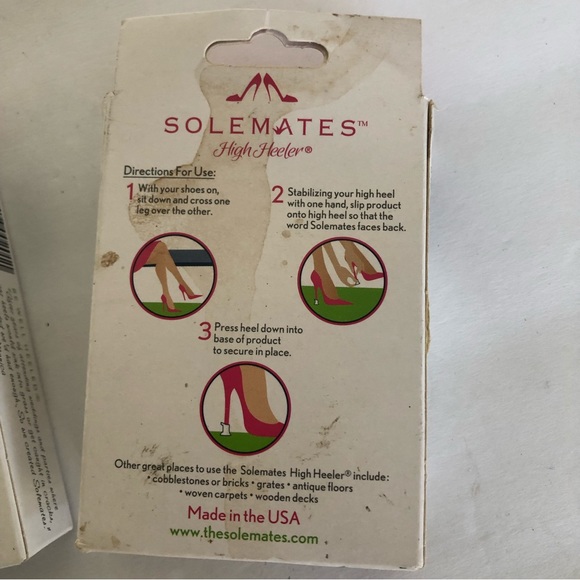 SOLEMATES™
High Heeler®
Directions For Use:
1 With your shoes on,
sit down and cross one
leg over the other.
2 Stabilizing your high heel
with one hand, slip product
onto high heel so that the
word Solemates faces back.
3 Press heel down into
base of product
to secure in place.
Other great places to use the Solemates High Heeler® include:
• cobblestones or bricks • grates • antique floors
• woven carpets • wooden decks
Made in the USA
www.thesolemates.com